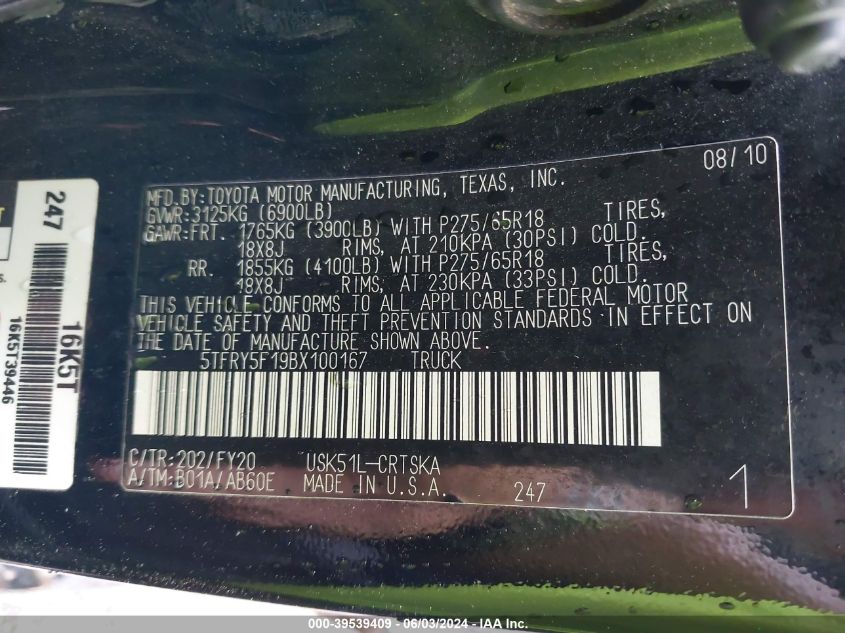 08/10
MFD.BY:TOYOTA MOTOR MANUFACTURING, TEXAS, INC.
GVWR:3125KG (6900LB)
GAWR:FRT. 1765KG (3900LB) WITH P275/65R18 TIRES,
18X8J RIMS, AT 210KPA (30PSI) COLD.
RR. 1855KG (4100LB) WITH P275/65R18 TIRES,
18X8J RIMS, AT 230KPA (33PSI) COLD.
THIS VEHICLE CONFORMS TO ALL APPLICABLE FEDERAL MOTOR
VEHICLE SAFETY AND THEFT PREVENTION STANDARDS IN EFFECT ON
THE DATE OF MANUFACTURE SHOWN ABOVE.
5TFRY5F19BX100167 TRUCK
C/TR:202/FY20 USK51L-CRTSKA
A/TM:B01A/AB60E MADE IN U.S.A. 247 1
247
16K5T
16K5T39446
000-39539409 - 06/03/2024 - IAAI.COM